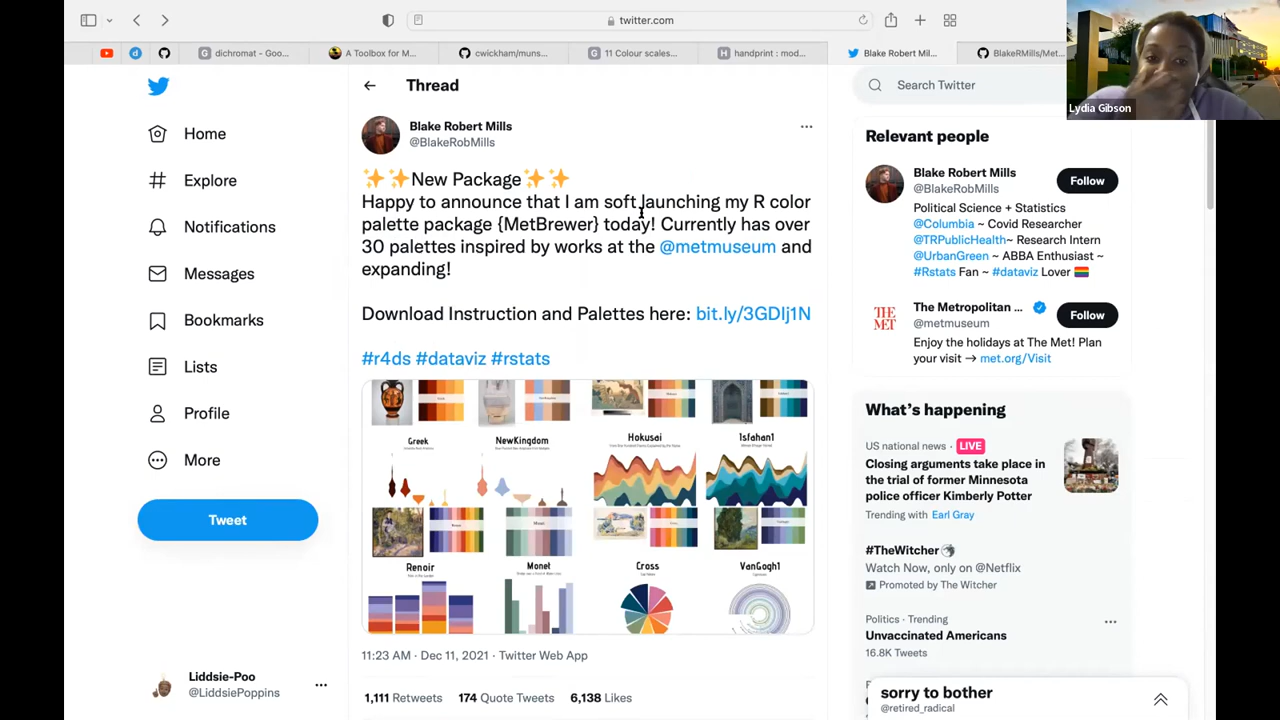 twitter.com
dichromat - Goo...
A Toolbox for M...
cwickham/muns...
11 Colour scales...
handprint : mod...
Blake Robert Mil...
BlakeRMills/Met...
Lydia Gibson
Home
Explore
Notifications
Messages
Bookmarks
Lists
Profile
More
Tweet
Liddsie-Poo
@LiddsiePoppins
Thread
Blake Robert Mills
@BlakeRobMills
✨✨New Package✨✨
Happy to announce that I am soft launching my R color
palette package {MetBrewer} today! Currently has over
30 palettes inspired by works at the @metmuseum and
expanding!
Download Instruction and Palettes here: bit.ly/3GDIj1N
#r4ds #dataviz #rstats
Greek
NewKingdom
Hokusai
Isfahan1
Renoir
Monet
Cross
VanGogh1
11:23 AM · Dec 11, 2021 · Twitter Web App
1,111 Retweets 174 Quote Tweets 6,138 Likes
Search Twitter
Relevant people
Blake Robert Mills
@BlakeRobMills
Follow
Political Science + Statistics
@Columbia ~ Covid Researcher
@TRPublicHealth~ Research Intern
@UrbanGreen ~ ABBA Enthusiast ~
#Rstats Fan ~ #dataviz Lover
The Metropolitan ...
@metmuseum
Follow
Enjoy the holidays at The Met! Plan
your visit → met.org/Visit
THE
MET
What's happening
US national news · LIVE
Closing arguments take place in
the trial of former Minnesota
police officer Kimberly Potter
Trending with Earl Gray
#TheWitcher
Watch Now, only on @Netflix
Promoted by The Witcher
Politics · Trending
Unvaccinated Americans
16.8K Tweets
sorry to bother
@retired_radical